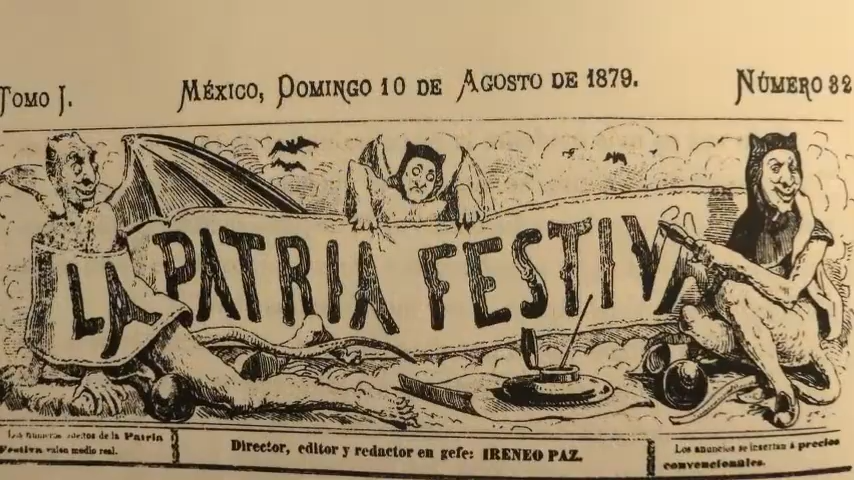 Tomo I.
México, Domingo 10 de Agosto de 1879.
Número 32
LA PATRIA FESTIVA
Los números sueltos de la Patria
Festiva valen medio real.
Director, editor y redactor en gefe: IRENEO PAZ.
Los anuncios se insertan á precios
convencionales.